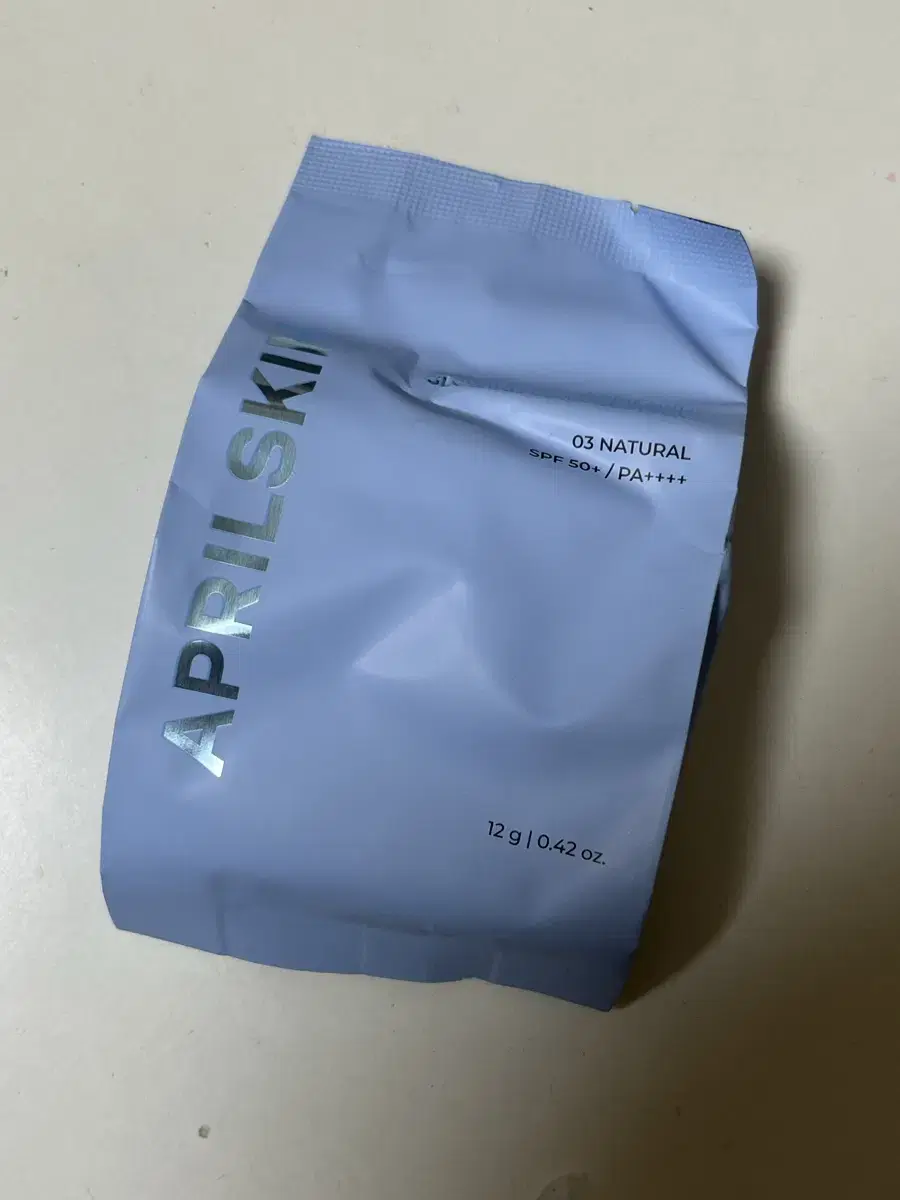 APRILSKIN
03 NATURAL
SPF 50+ / PA++++
12 g | 0.42 oz.